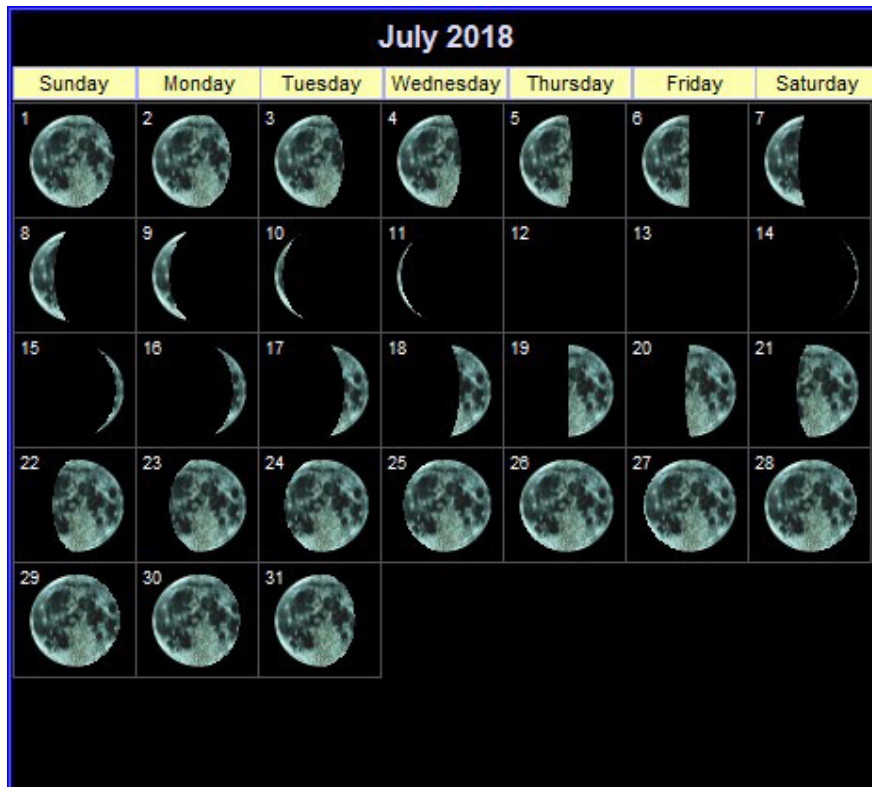 July 2018
Sunday Monday Tuesday Wednesday Thursday Friday Saturday
1 2 3 4 5 6 7
8 9 10 11 12 13 14
15 16 17 18 19 20 21
22 23 24 25 26 27 28
29 30 31